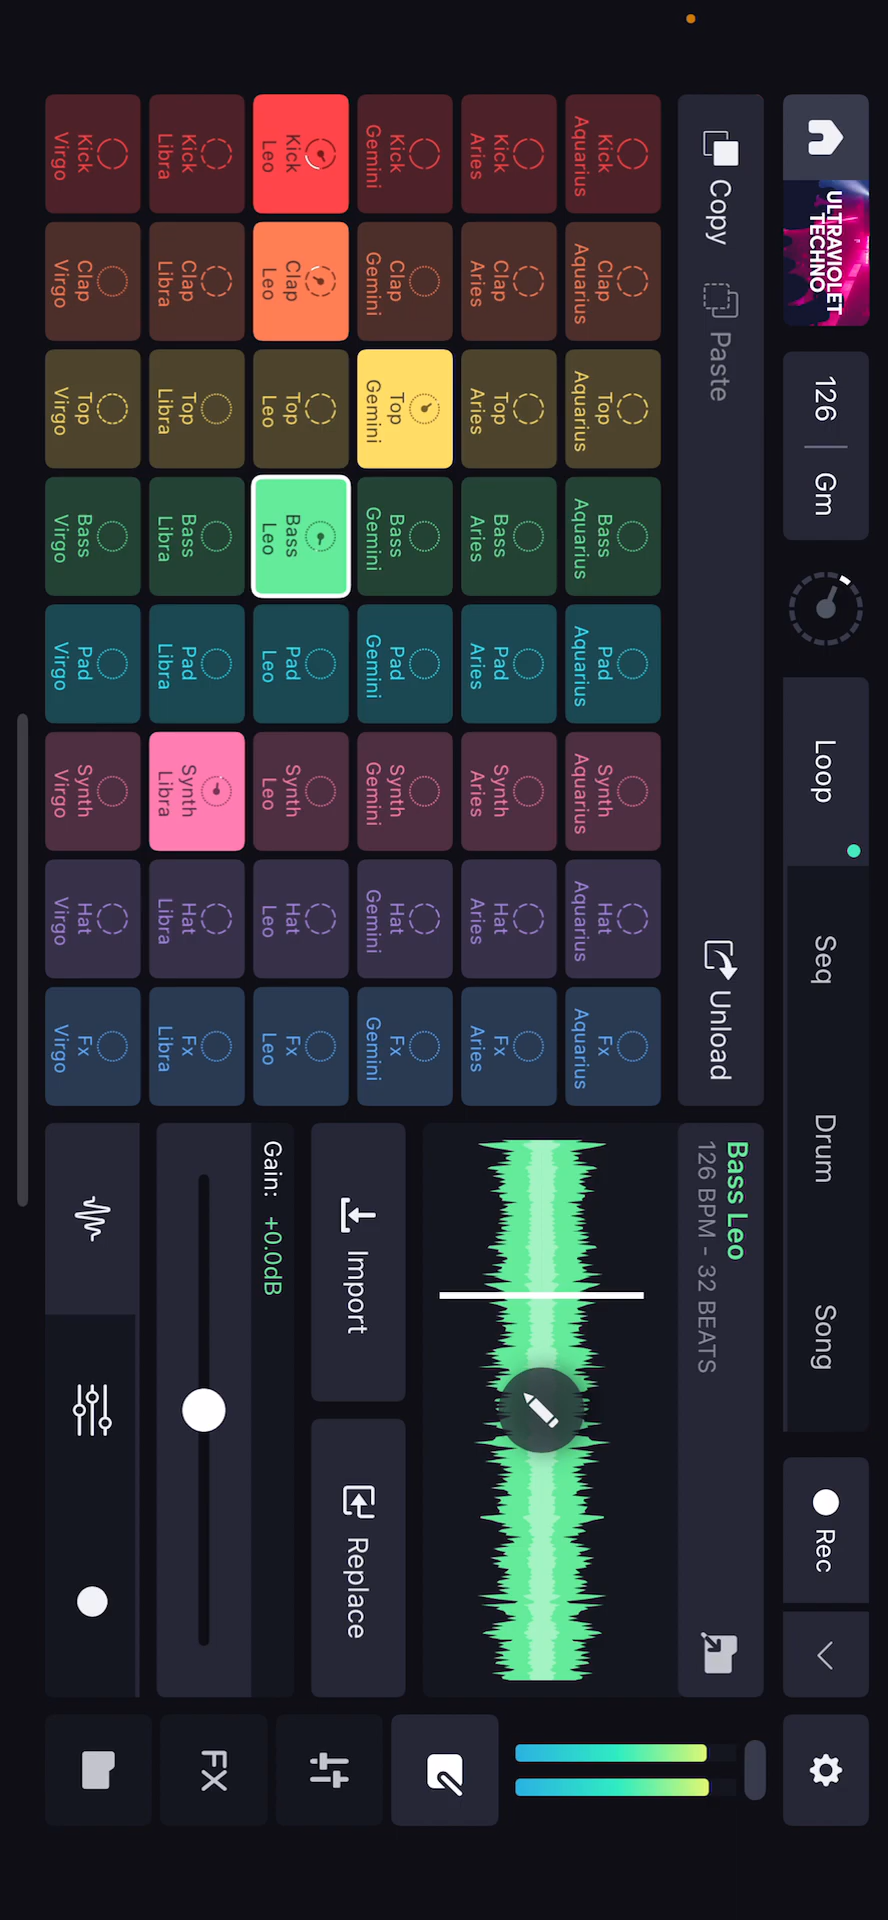 ULTRAVIOLET
TECHNO
126
Gm
Loop
Seq
Drum
Song
Rec
Copy
Paste
Unload
Kick
Aquarius
Clap
Aquarius
Top
Aquarius
Bass
Aquarius
Pad
Aquarius
Synth
Aquarius
Hat
Aquarius
Fx
Aquarius
Kick
Aries
Clap
Aries
Top
Aries
Bass
Aries
Pad
Aries
Synth
Aries
Hat
Aries
Fx
Aries
Kick
Gemini
Clap
Gemini
Top
Gemini
Bass
Gemini
Pad
Gemini
Synth
Gemini
Hat
Gemini
Fx
Gemini
Kick
Leo
Clap
Leo
Top
Leo
Bass
Leo
Pad
Leo
Synth
Leo
Hat
Leo
Fx
Leo
Kick
Libra
Clap
Libra
Top
Libra
Bass
Libra
Pad
Libra
Synth
Libra
Hat
Libra
Fx
Libra
Kick
Virgo
Clap
Virgo
Top
Virgo
Bass
Virgo
Pad
Virgo
Synth
Virgo
Hat
Virgo
Fx
Virgo
Bass Leo
126 BPM - 32 BEATS
Import
Replace
Gain: +0.0dB
FX